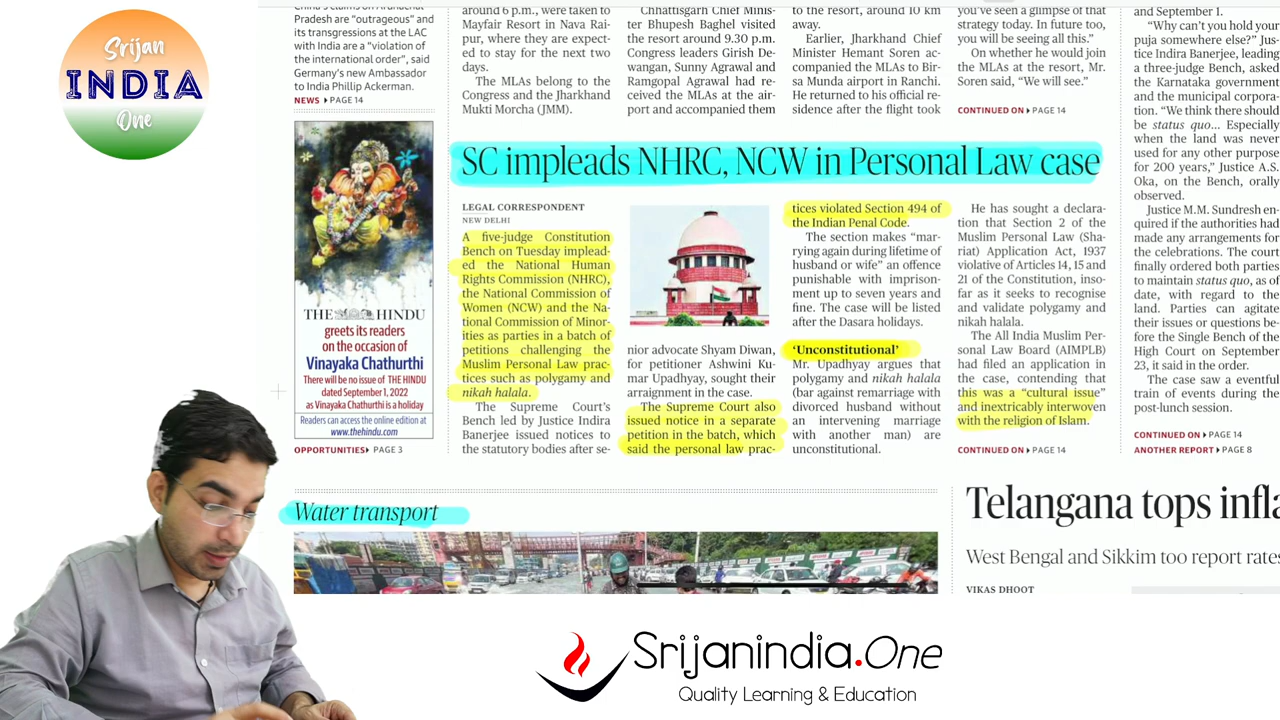 Srijan
INDIA
One
China's claims on Arunachal
Pradesh are "outrageous" and
its transgressions at the LAC
with India are a "violation of
the international order", said
Germany's new Ambassador
to India Phillip Ackerman.
NEWS PAGE 14
THE HINDU
greets its readers
on the occasion of
Vinayaka Chathurthi
There will be no issue of THE HINDU
dated September 1, 2022
as Vinayaka Chathurthi is a holiday
Readers can access the online edition at
www.thehindu.com
OPPORTUNITIES PAGE 3
around 6 p.m., were taken to
Mayfair Resort in Nava Rai-
pur, where they are expect-
ed to stay for the next two
days.
The MLAs belong to the
Congress and the Jharkhand
Mukti Morcha (JMM).
Chhattisgarh Chief Minis-
ter Bhupesh Baghel visited
the resort around 9.30 p.m.
Congress leaders Girish De-
wangan, Sunny Agrawal and
Ramgopal Agrawal had re-
ceived the MLAs at the air-
port and accompanied them
to the resort, around 10 km
away.
Earlier, Jharkhand Chief
Minister Hemant Soren ac-
companied the MLAs to Bir-
sa Munda airport in Ranchi.
He returned to his official re-
sidence after the flight took
you've seen a glimpse of that
strategy today. In future too,
you will be seeing all this."
On whether he would join
the MLAs at the resort, Mr.
Soren said, "We will see."
CONTINUED ON PAGE 14
SC impleads NHRC, NCW in Personal Law case
LEGAL CORRESPONDENT
NEW DELHI
A five-judge Constitution
Bench on Tuesday implead-
ed the National Human
Rights Commission (NHRC),
the National Commission of
Women (NCW) and the Na-
tional Commission of Minor-
ities as parties in a batch of
petitions challenging the
Muslim Personal Law prac-
tices such as polygamy and
nikah halala.
The Supreme Court's
Bench led by Justice Indira
Banerjee issued notices to
the statutory bodies after se-
nior advocate Shyam Diwan,
for petitioner Ashwini Ku-
mar Upadhyay, sought their
arraignment in the case.
The Supreme Court also
issued notice in a separate
petition in the batch, which
said the personal law prac-
tices violated Section 494 of
the Indian Penal Code.
The section makes "mar-
rying again during lifetime of
husband or wife" an offence
punishable with imprison-
ment up to seven years and
fine. The case will be listed
after the Dasara holidays.
'Unconstitutional'
Mr. Upadhyay argues that
polygamy and nikah halala
(bar against remarriage with
divorced husband without
an intervening marriage
with another man) are
unconstitutional.
He has sought a declara-
tion that Section 2 of the
Muslim Personal Law (Sha-
riat) Application Act, 1937
violative of Articles 14, 15 and
21 of the Constitution, inso-
far as it seeks to recognise
and validate polygamy and
nikah halala.
The All India Muslim Per-
sonal Law Board (AIMPLB)
had filed an application in
the case, contending that
this was a "cultural issue"
and inextricably interwoven
with the religion of Islam.
CONTINUED ON PAGE 14
and September 1.
"Why can't you hold your
puja somewhere else?" Jus-
tice Indira Banerjee, leading
a three-judge Bench, asked
the Karnataka government
and the municipal corpora-
tion. "We think there should
be status quo... Especially
when the land was never
used for any other purpose
for 200 years," Justice A.S.
Oka, on the Bench, orally
observed.
Justice M.M. Sundresh en-
quired if the authorities had
made any arrangements for
the celebrations. The court
finally ordered both parties
to maintain status quo, as of
date, with regard to the
land. Parties can agitate
their issues or questions be-
fore the Single Bench of the
High Court on September
23, it said in the order.
The case saw a eventful
train of events during the
post-lunch session.
CONTINUED ON PAGE 14
ANOTHER REPORT PAGE 8
Water transport
Telangana tops infla
West Bengal and Sikkim too report rates
VIKAS DHOOT
Srijanindia.One
Quality Learning & Education